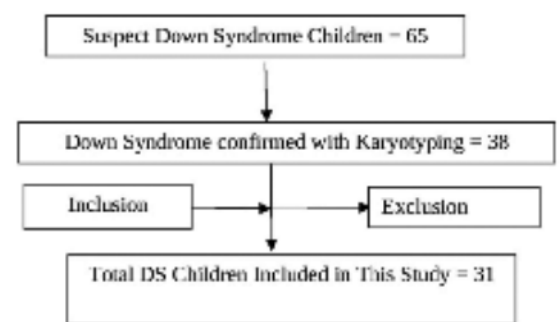 Suspect Down Syndrome Children = 65
Down Syndrome confirmed with Karyotyping = 38
Inclusion
Exclusion
Total DS Children Included in This Study = 31